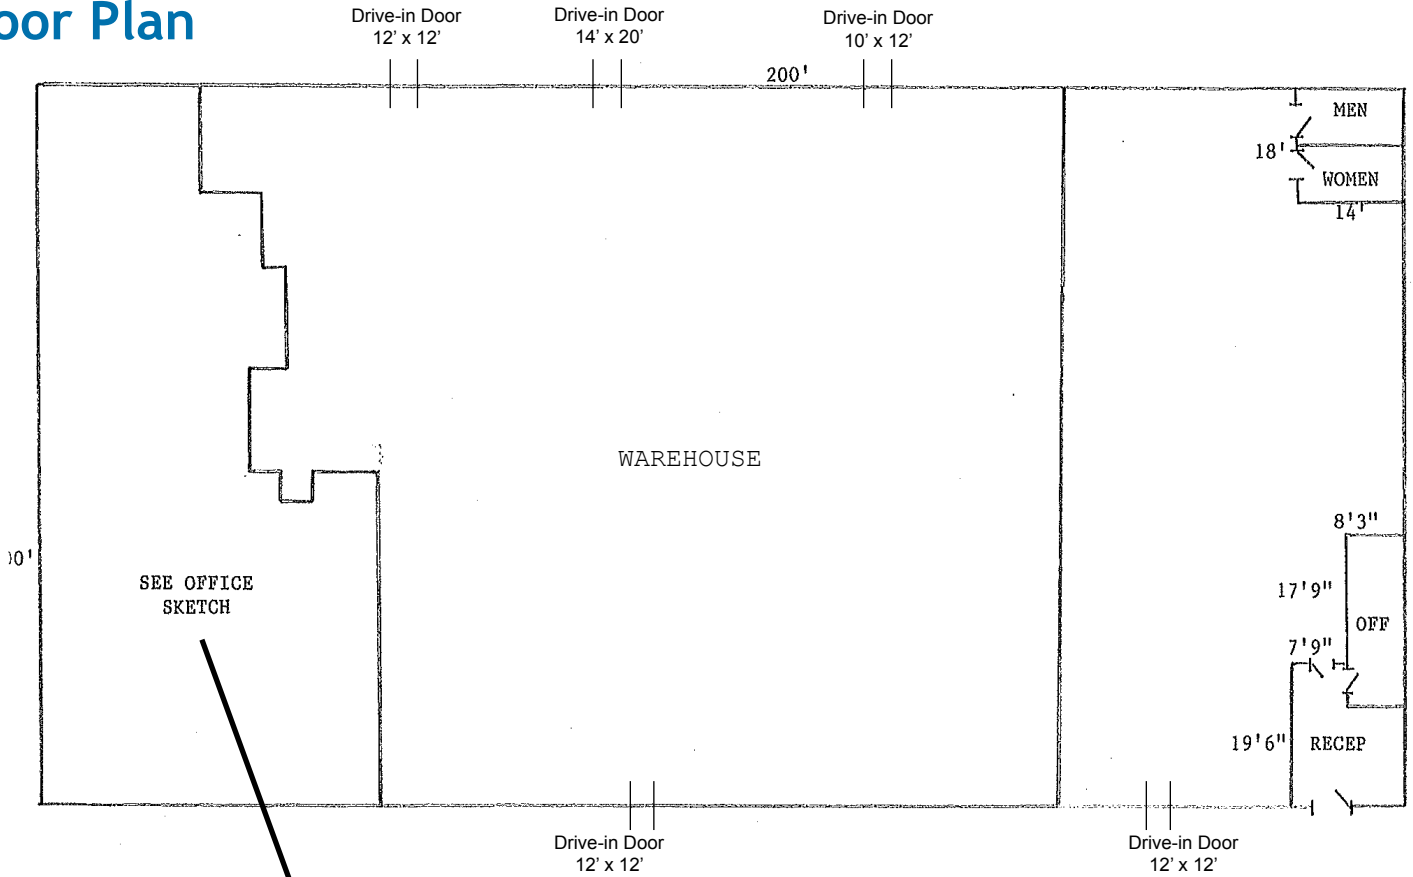 oor Plan
Drive-in Door
12' x 12'
Drive-in Door
14' x 20'
Drive-in Door
10' x 12'
200'
MEN
18'
WOMEN
14'
WAREHOUSE
8'3"
0'
SEE OFFICE
SKETCH
17'9"
OFF
7'9"
19'6"
RECEP
Drive-in Door
12' x 12'
Drive-in Door
12' x 12'